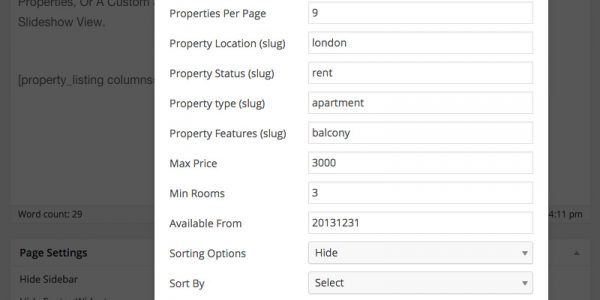 Properties, Or A Custom
Slideshow View.
[property_listing columns
Word count: 29
4:11 pm
Page Settings
Hide Sidebar
Properties Per Page 9
Property Location (slug) london
Property Status (slug) rent
Property type (slug) apartment
Property Features (slug) balcony
Max Price 3000
Min Rooms 3
Available From 20131231
Sorting Options Hide
Sort By Select